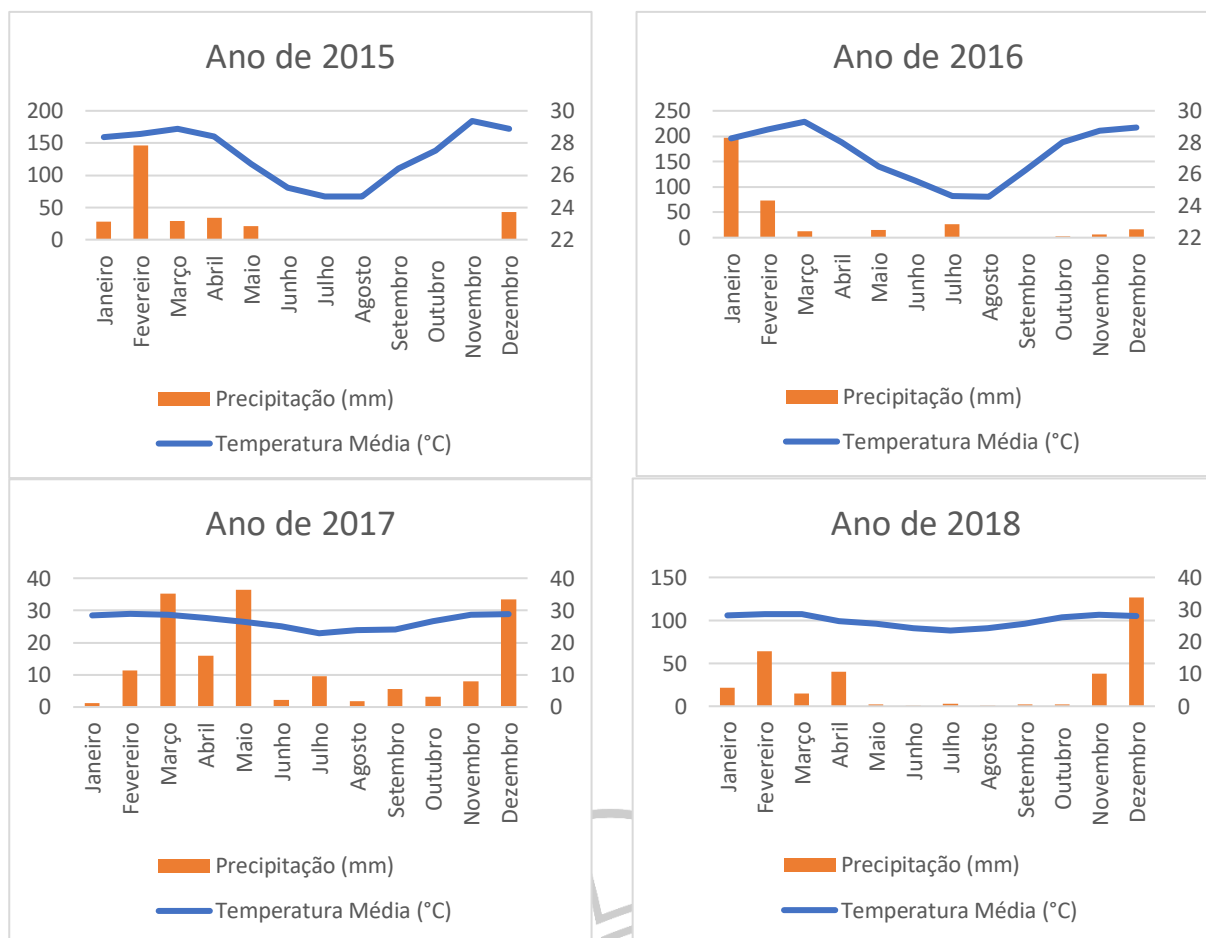 Ano de 2015
200
150
100
50
0
30
28
26
24
22
Janeiro
Fevereiro
Março
Abril
Maio
Junho
Julho
Agosto
Setembro
Outubro
Novembro
Dezembro
Precipitação (mm)
Temperatura Média (°C)
Ano de 2016
250
200
150
100
50
0
30
28
26
24
22
Janeiro
Fevereiro
Março
Abril
Maio
Junho
Julho
Agosto
Setembro
Outubro
Novembro
Dezembro
Precipitação (mm)
Temperatura Média (°C)
Ano de 2017
40
30
20
10
0
40
30
20
10
0
Janeiro
Fevereiro
Março
Abril
Maio
Junho
Julho
Agosto
Setembro
Outubro
Novembro
Dezembro
Precipitação (mm)
Temperatura Média (°C)
Ano de 2018
150
100
50
0
40
30
20
10
0
Janeiro
Fevereiro
Março
Abril
Maio
Junho
Julho
Agosto
Setembro
Outubro
Novembro
Dezembro
Precipitação (mm)
Temperatura Média (°C)